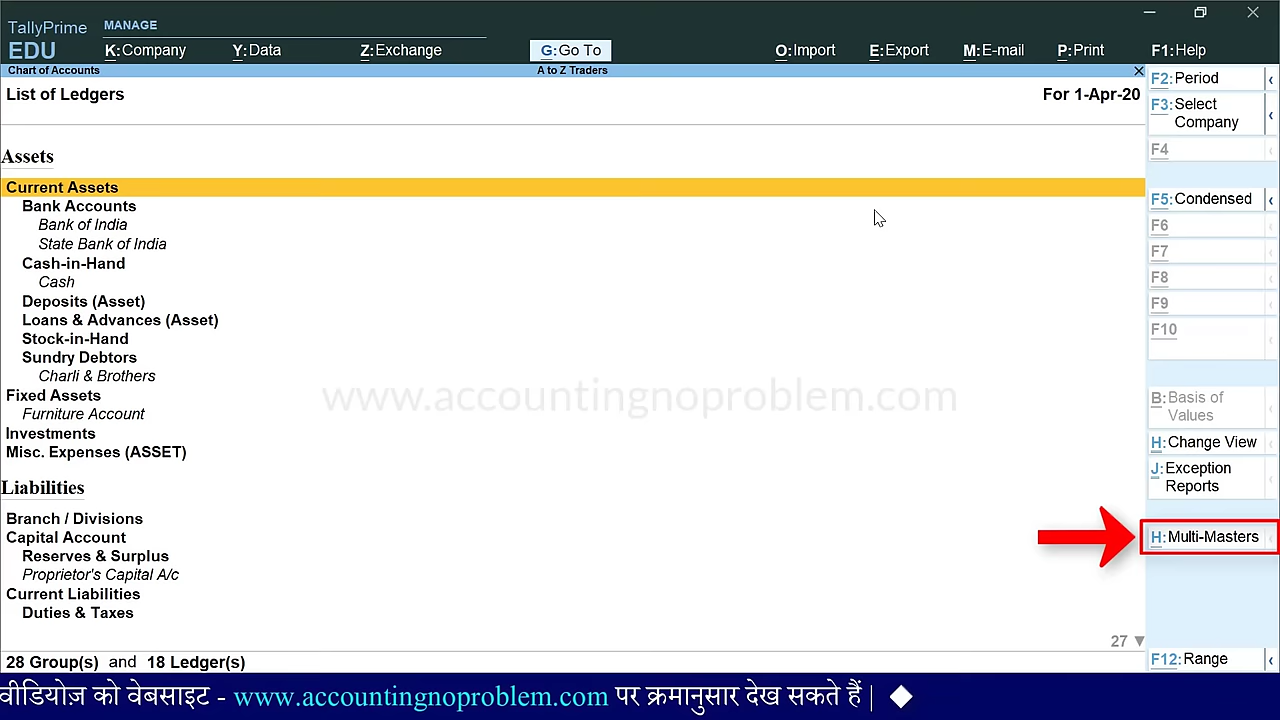 TallyPrime
EDU
MANAGE
K:Company Y:Data Z:Exchange G:Go To O:Import E:Export M:E-mail P:Print F1:Help
Chart of Accounts A to Z Traders
List of Ledgers For 1-Apr-20
Assets
Current Assets
Bank Accounts
Bank of India
State Bank of India
Cash-in-Hand
Cash
Deposits (Asset)
Loans & Advances (Asset)
Stock-in-Hand
Sundry Debtors
Charli & Brothers
Fixed Assets
Furniture Account
Investments
Misc. Expenses (ASSET)
Liabilities
Branch / Divisions
Capital Account
Reserves & Surplus
Proprietor's Capital A/c
Current Liabilities
Duties & Taxes
27
28 Group(s) and 18 Ledger(s)
F2:Period
F3:Select
Company
F4
F5:Condensed
F6
F7
F8
F9
F10
B:Basis of
Values
H:Change View
J:Exception
Reports
H:Multi-Masters
F12:Range
www.accountingnoproblem.com
वीडियोज़ को वेबसाइट - www.accountingnoproblem.com पर क्रमानुसार देख सकते हैं |